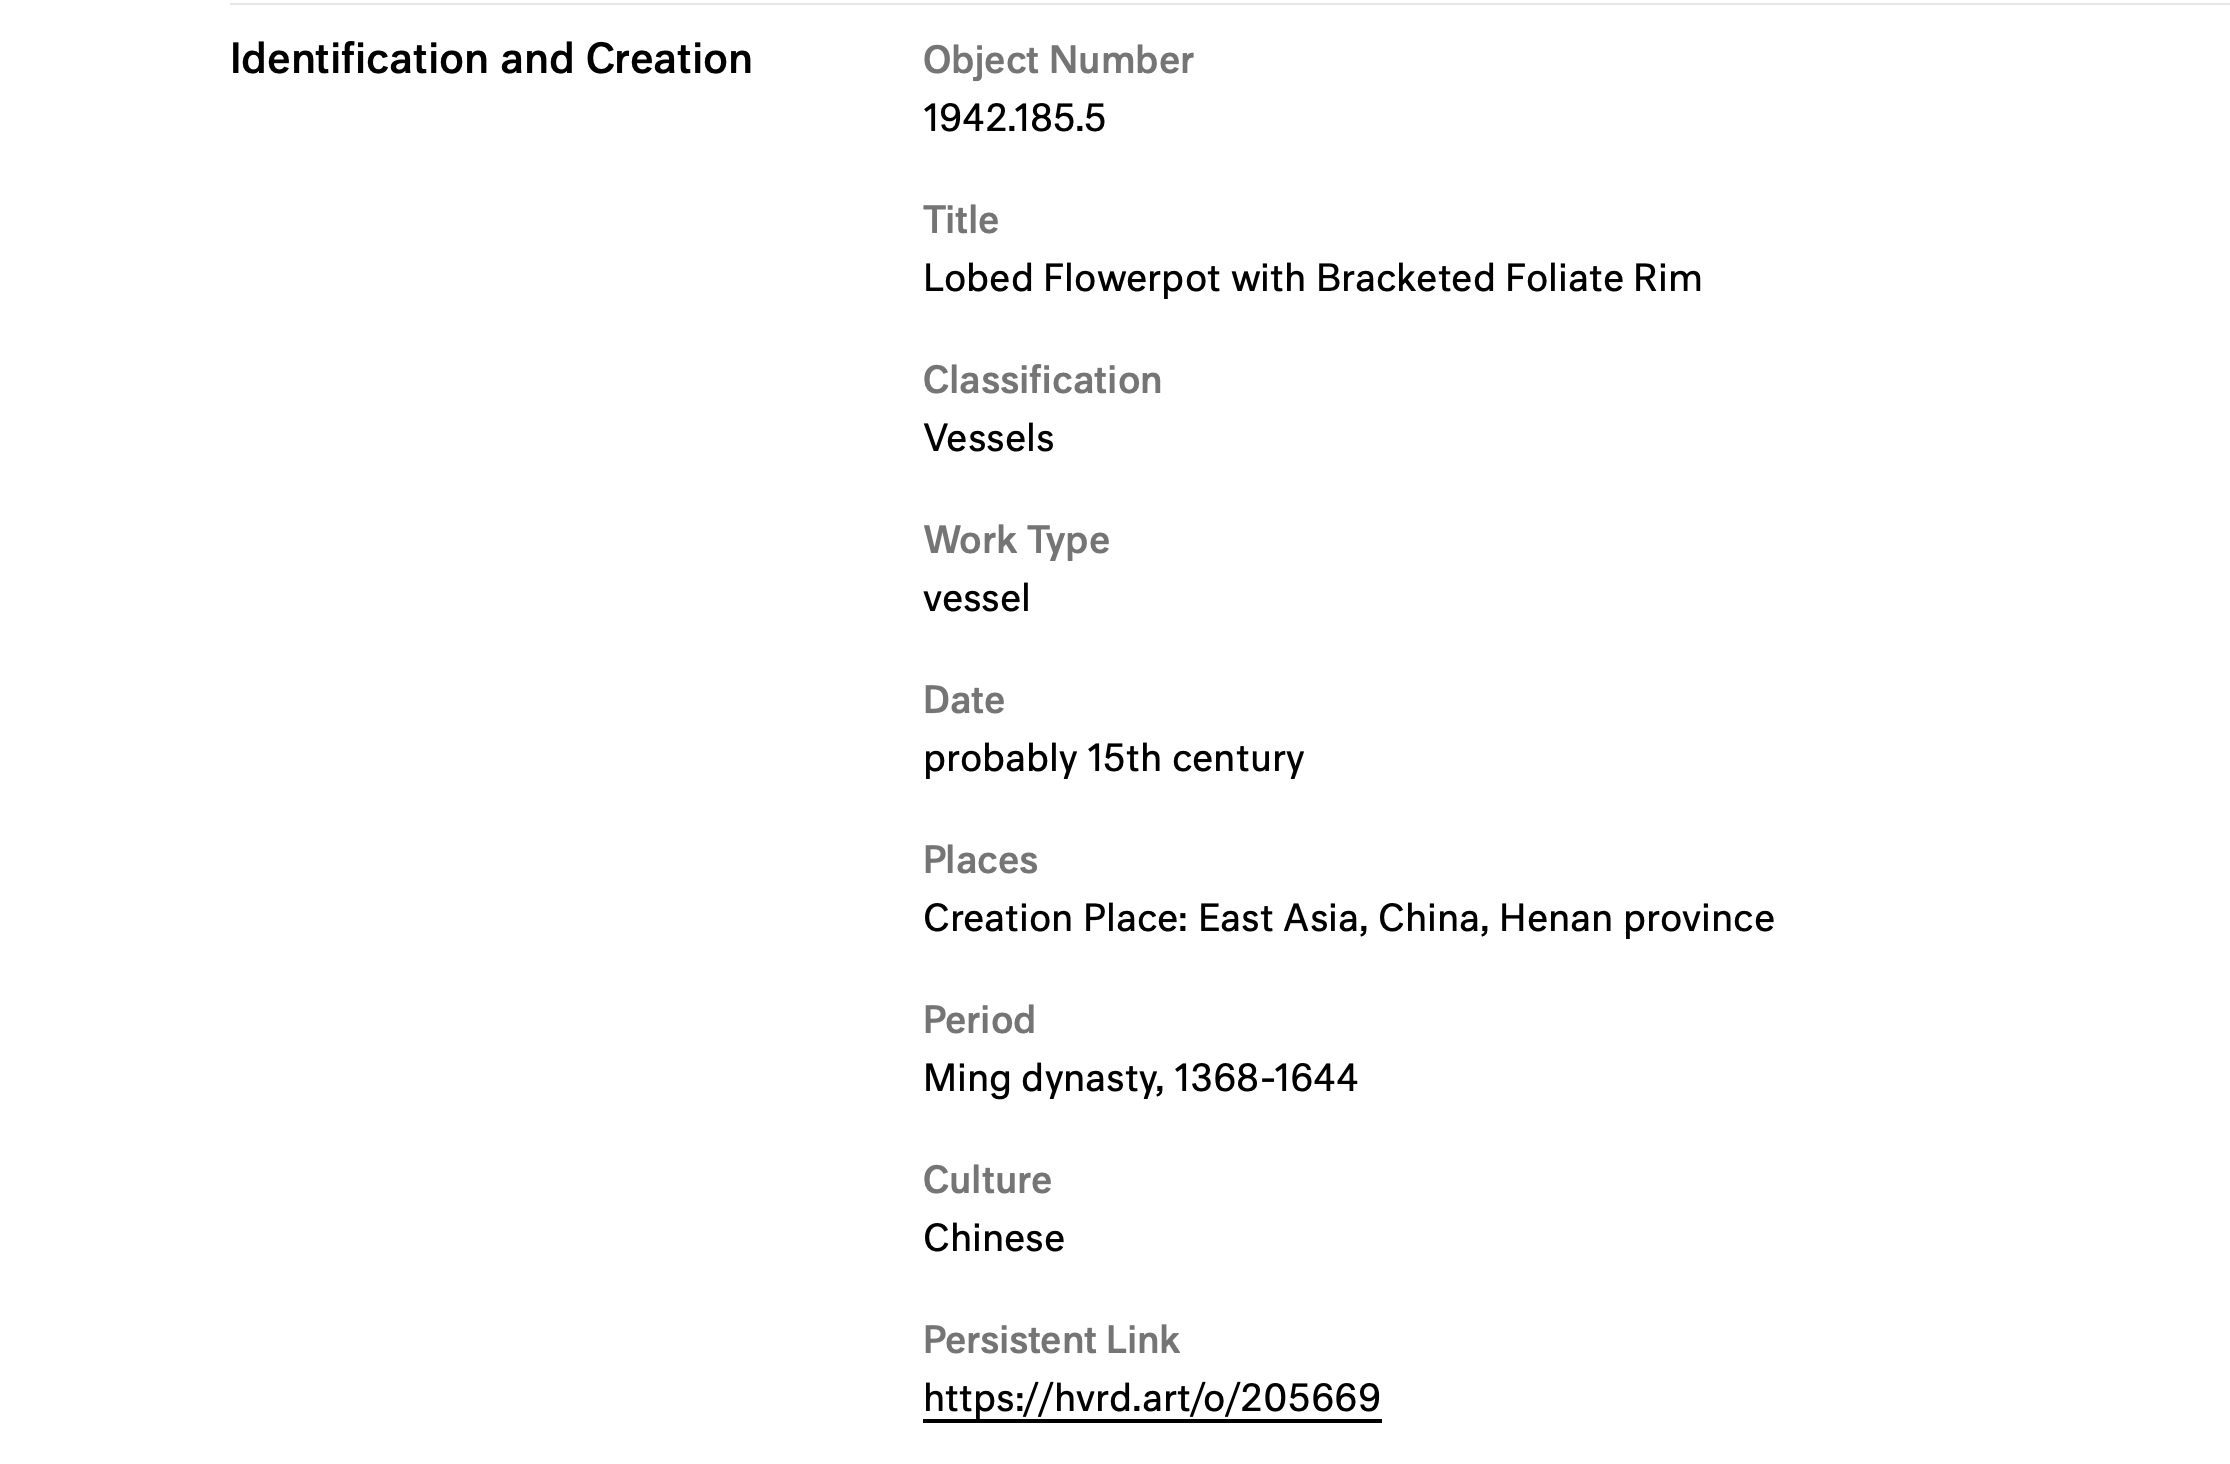 Identification and Creation
Object Number
1942.185.5
Title
Lobed Flowerpot with Bracketed Foliate Rim
Classification
Vessels
Work Type
vessel
Date
probably 15th century
Places
Creation Place: East Asia, China, Henan province
Period
Ming dynasty, 1368-1644
Culture
Chinese
Persistent Link
https://hvrd.art/o/205669